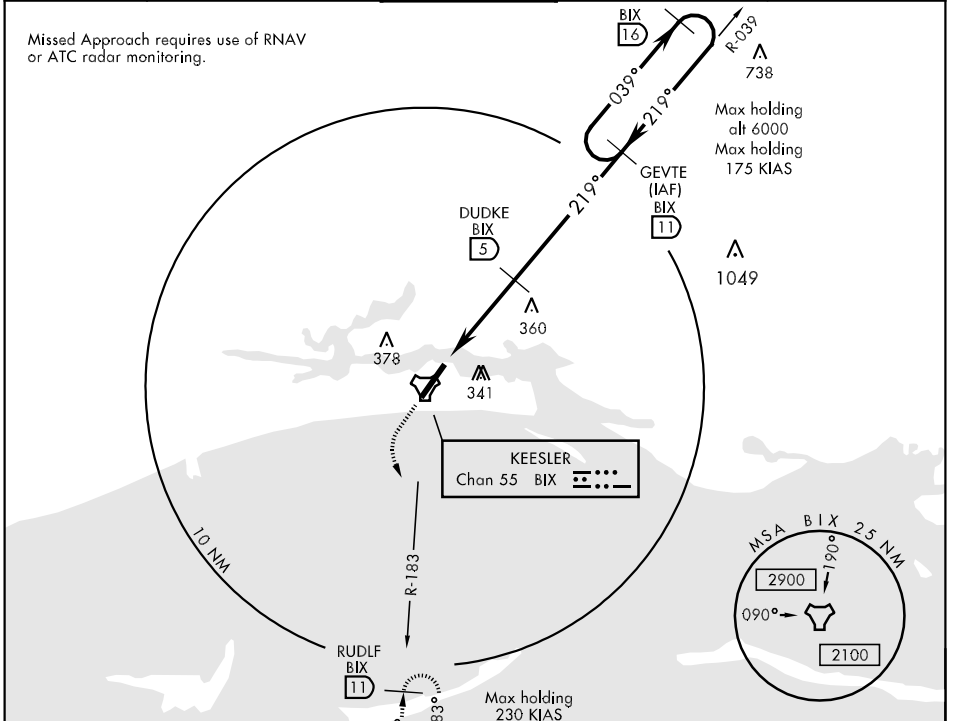 Missed Approach requires use of RNAV
or ATC radar monitoring.
BIX
16
R-039
738
039°
219°
Max holding
alt 6000
Max holding
175 KIAS
GEVTE
(IAF)
BIX
11
219°
DUDKE
BIX
5
1049
360
378
341
KEESLER
Chan 55 BIX
10 NM
R-183
MSA BIX 25 NM
190°
2900
090°
2100
RUDLF
BIX
11
Max holding
230 KIAS